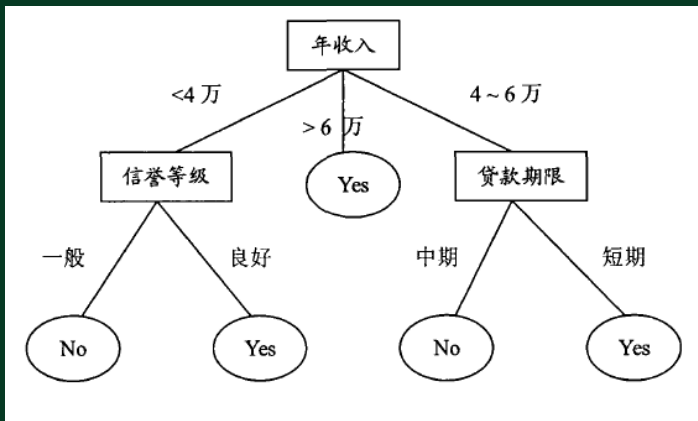 年收入
<4 万
> 6 万
4 ~ 6 万
信誉等级
Yes
贷款期限
一般
良好
中期
短期
No
Yes
No
Yes